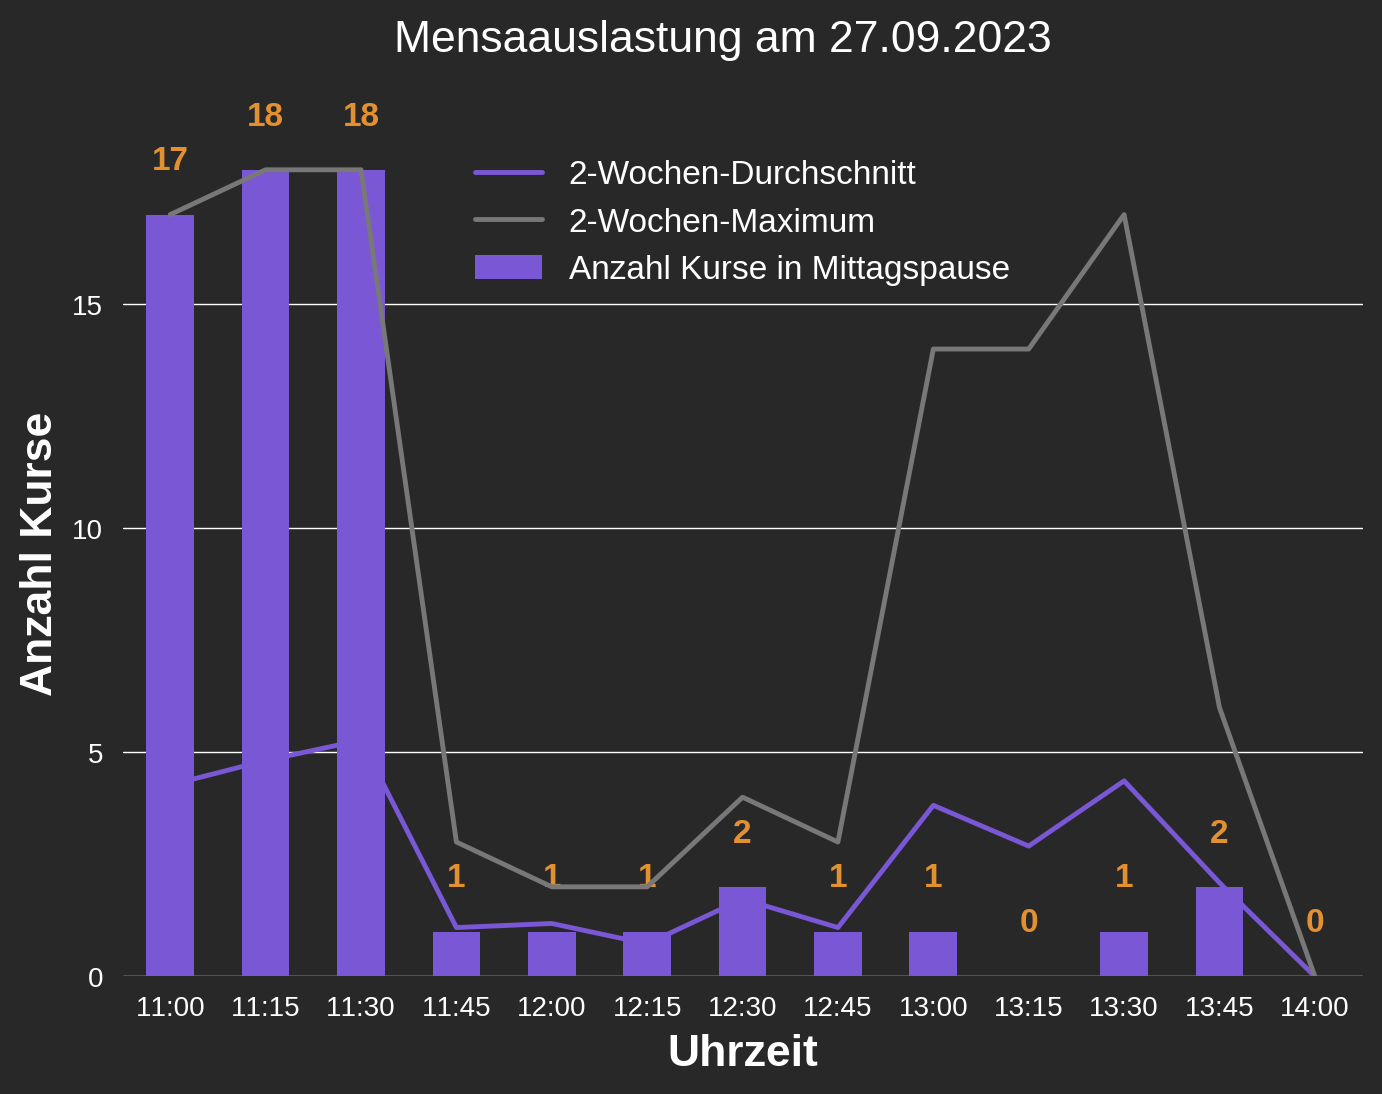 Mensaauslastung am 27.09.2023
17 18 18
2-Wochen-Durchschnitt
2-Wochen-Maximum
Anzahl Kurse in Mittagspause
15
10
5
0
Anzahl Kurse
1 1 1 2 1 1 0 1 2 0
11:00 11:15 11:30 11:45 12:00 12:15 12:30 12:45 13:00 13:15 13:30 13:45 14:00
Uhrzeit